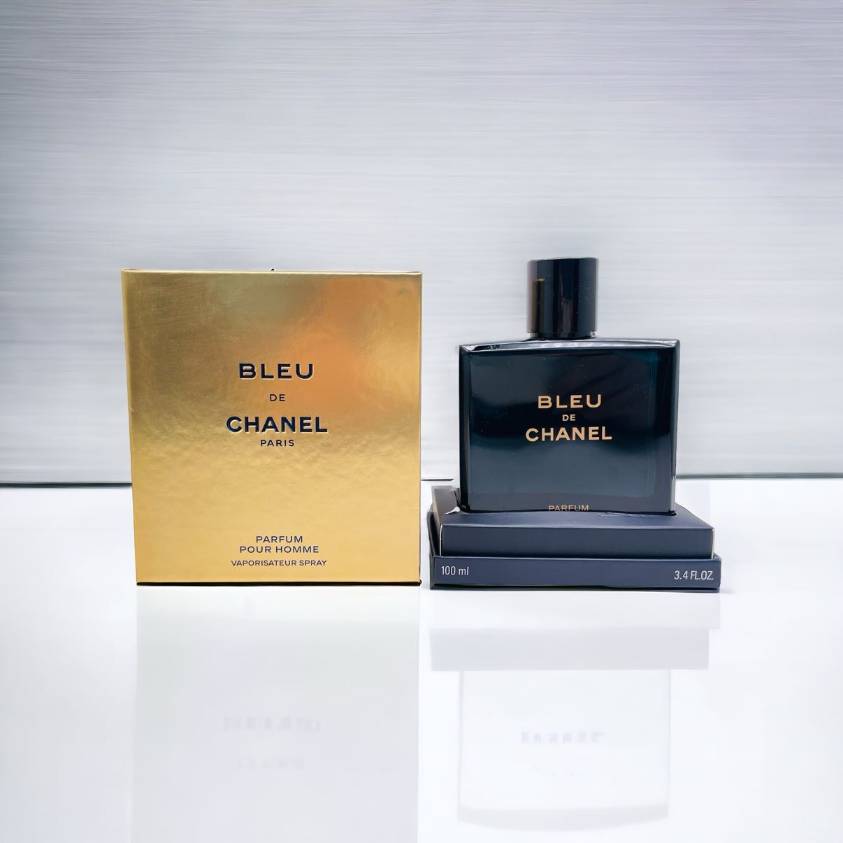 BLEU
DE
CHANEL
PARIS
PARFUM
POUR HOMME
VAPORISATEUR SPRAY
BLEU
DE
CHANEL
PARFUM
100 ml
3.4 FL.OZ.